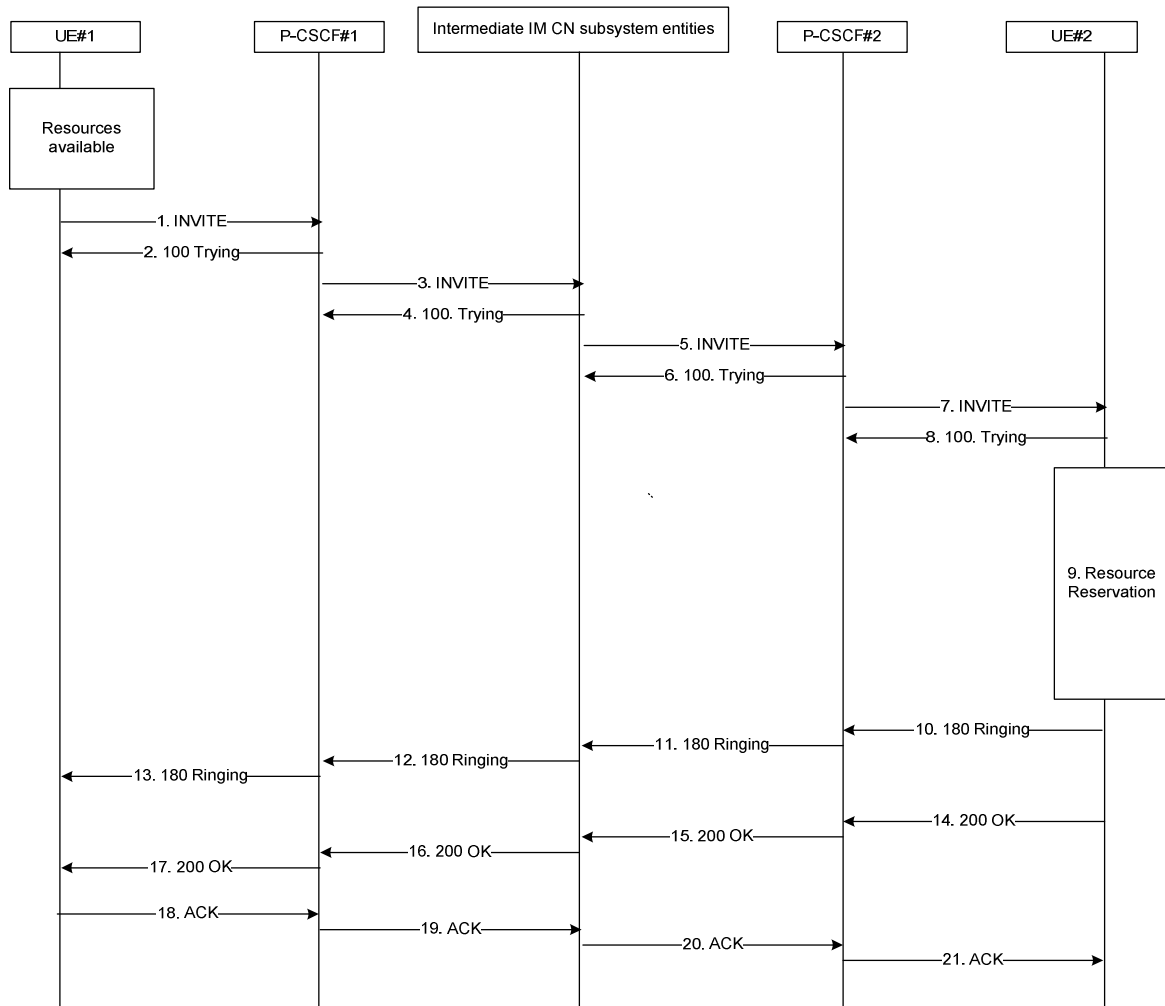 UE#1
P-CSCF#1
Intermediate IM CN subsystem entities
P-CSCF#2
UE#2
Resources
available
1. INVITE
2. 100 Trying
3. INVITE
4. 100. Trying
5. INVITE
6. 100. Trying
7. INVITE
8. 100. Trying
9. Resource
Reservation
10. 180 Ringing
11. 180 Ringing
12. 180 Ringing
13. 180 Ringing
14. 200 OK
15. 200 OK
16. 200 OK
17. 200 OK
18. ACK
19. ACK
20. ACK
21. ACK